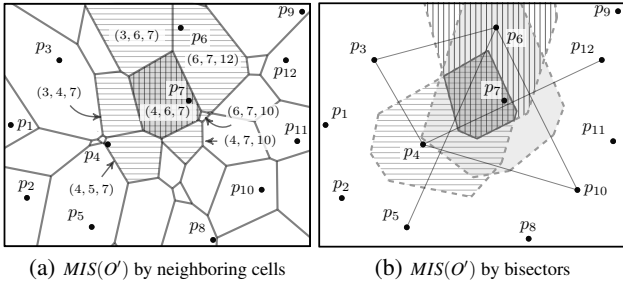 p9
p6
(3, 6, 7)
p3
(6, 7, 12)
p12
(3, 4, 7)
p7
(4, 6, 7)
(6, 7, 10)
p1
p11
p4
(4, 7, 10)
(4, 5, 7)
p10
p2
p5
p8
(a) MIS(O′) by neighboring cells
p9
p6
p3
p12
p7
p1
p11
p4
p10
p2
p5
p8
(b) MIS(O′) by bisectors